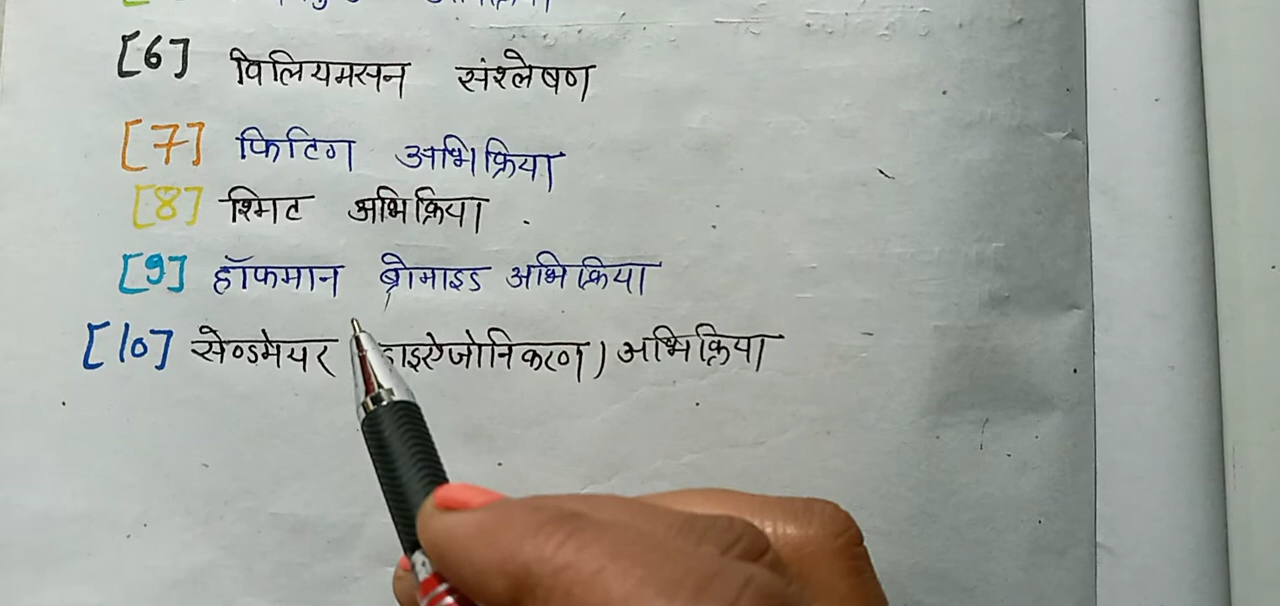 [6] विलियमसन संश्लेषण
[7] फिटिग अभिक्रिया
[8] श्मिट अभिक्रिया
[9] हॉफमान ब्रोमाइड अभिक्रिया
[10] सेण्डमेयर डाइऐजोनिकरण) अभिक्रिया